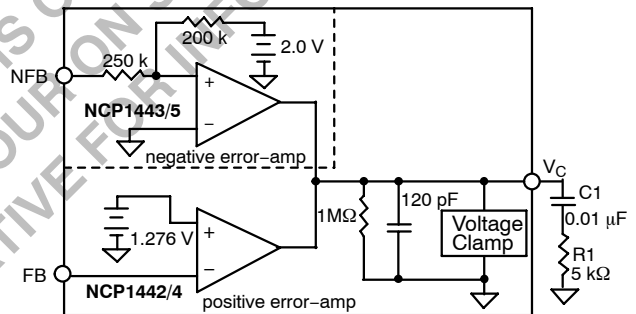 200 k
2.0 V
250 k
NFB
+
NCP1443/5
−
negative error−amp
VC
C1
120 pF
1MΩ
0.01 μF
Voltage
Clamp
1.276 V
+
R1
5 kΩ
FB
−
NCP1442/4
positive error−amp